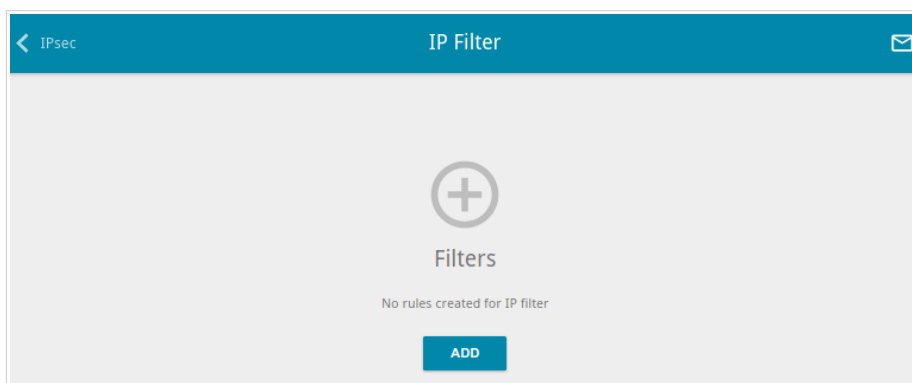 IPsec
IP Filter
Filters
No rules created for IP filter
ADD